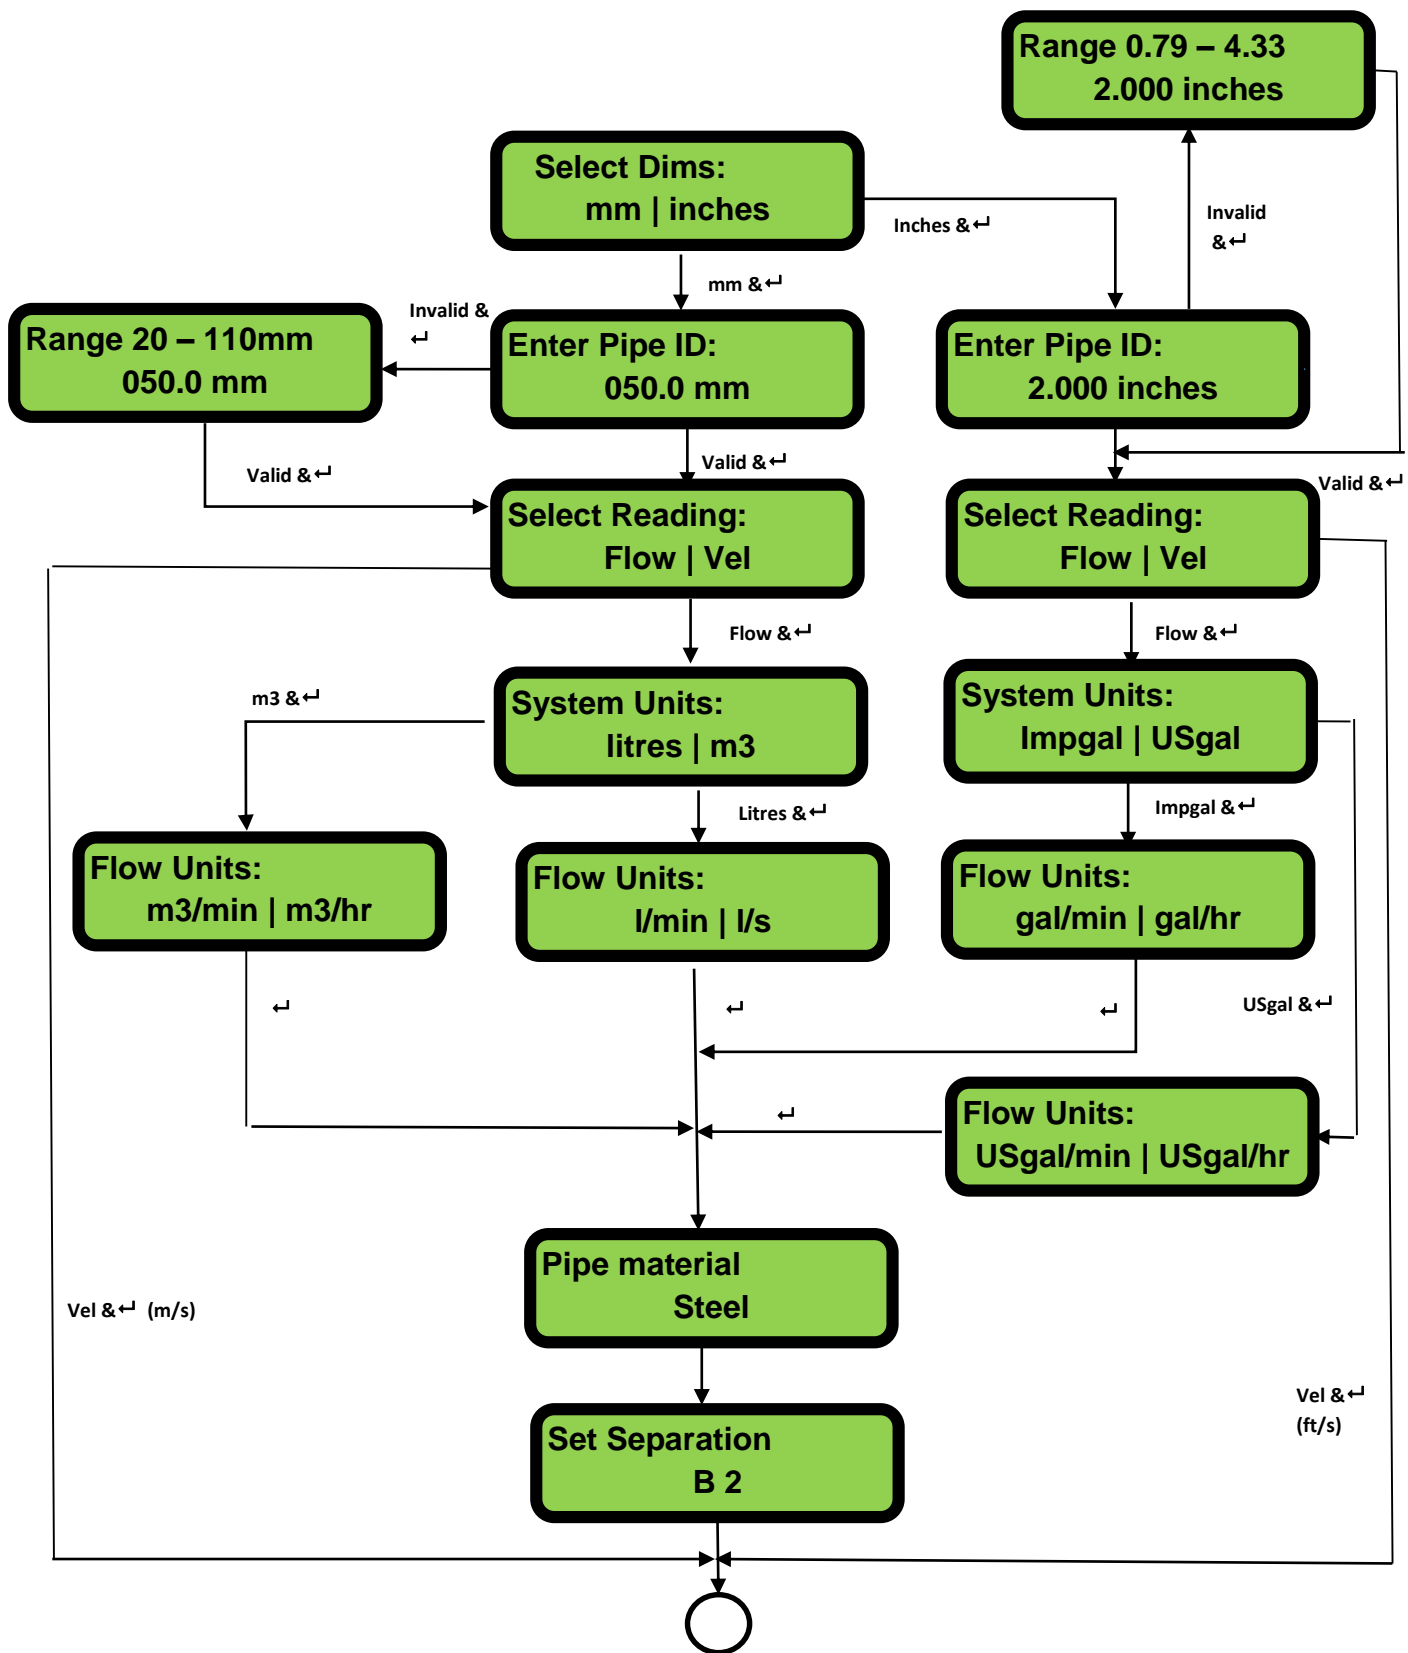 Range 0.79 – 4.33
2.000 inches
Select Dims:
mm | inches
Inches &↵
Invalid
&↵
mm &↵
Invalid &
↵
Range 20 – 110mm
050.0 mm
Enter Pipe ID:
050.0 mm
Enter Pipe ID:
2.000 inches
Valid &↵
Valid &↵
Valid &↵
Select Reading:
Flow | Vel
Select Reading:
Flow | Vel
Flow &↵
Flow &↵
m3 &↵
System Units:
litres | m3
System Units:
Impgal | USgal
Litres &↵
Impgal &↵
Flow Units:
m3/min | m3/hr
Flow Units:
l/min | l/s
Flow Units:
gal/min | gal/hr
↵
↵
↵
USgal &↵
↵
Flow Units:
USgal/min | USgal/hr
Pipe material
Steel
Vel &↵ (m/s)
Vel &↵
(ft/s)
Set Separation
B 2